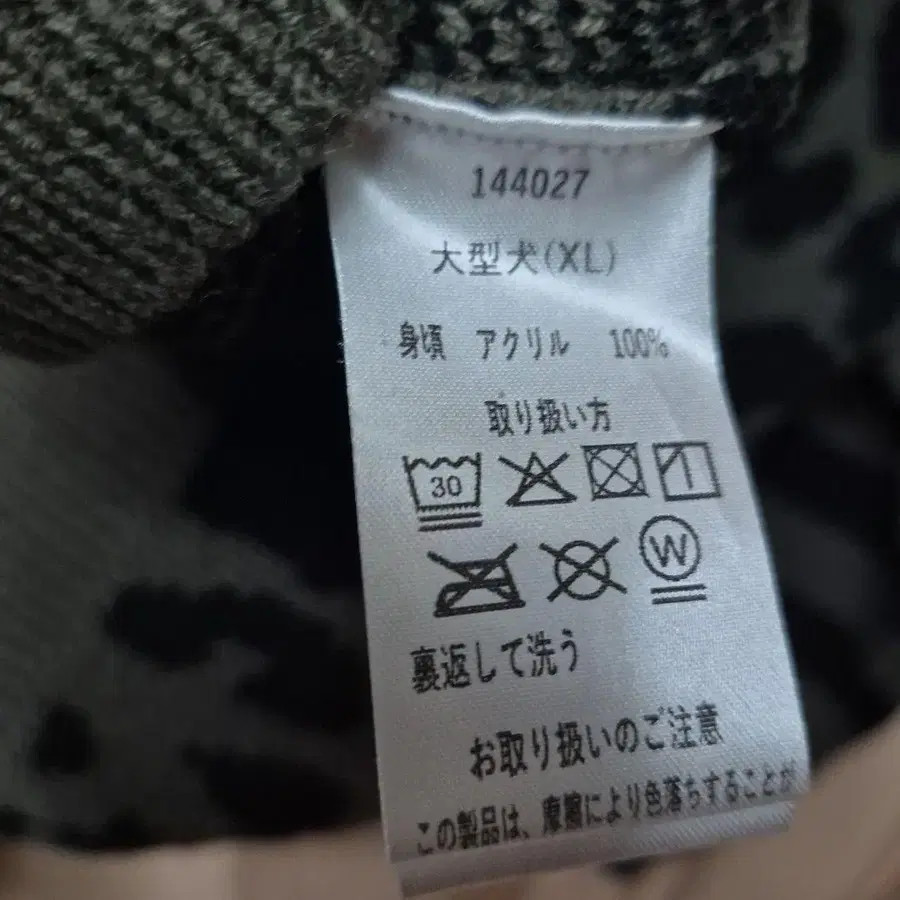 144027
大型犬(XL)
身頃 アクリル 100%
取り扱い方
30
W
裏返して洗う
お取り扱いのご注意
この製品は、摩擦により色落ちすることが